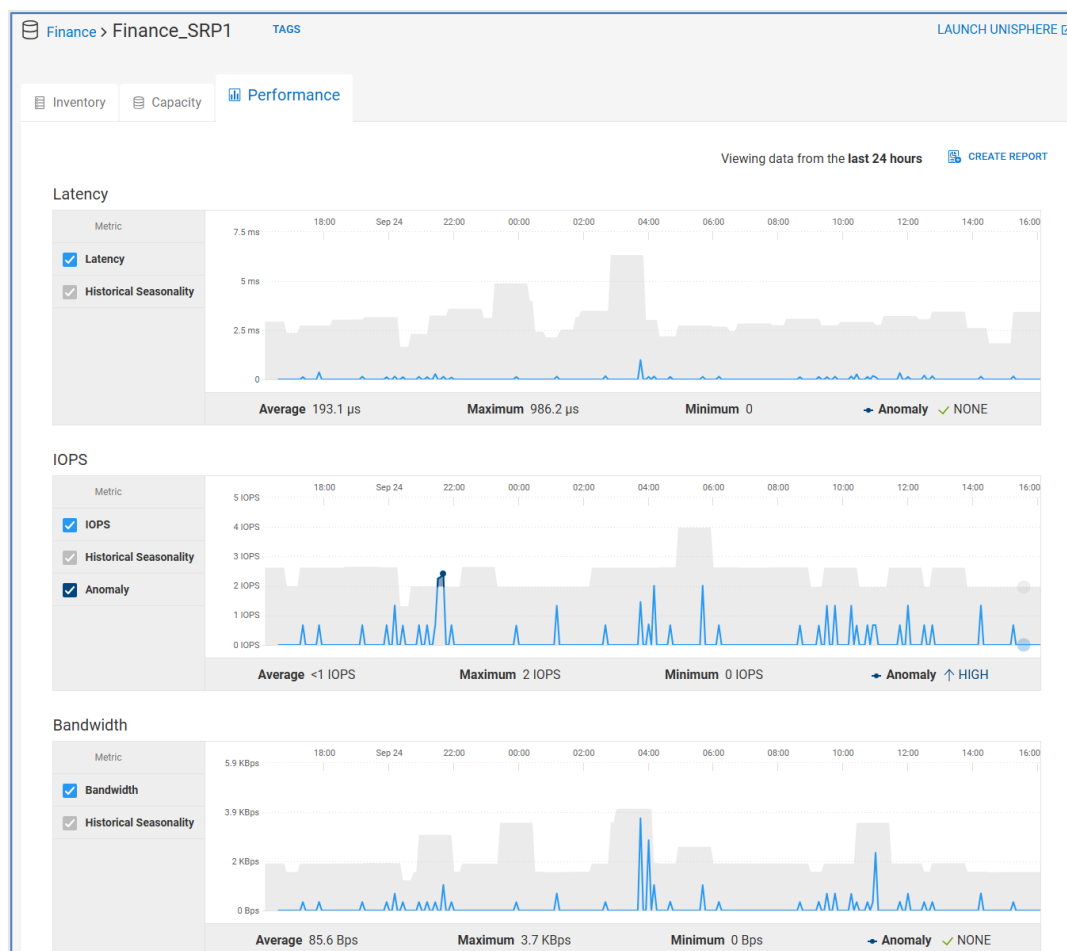 Finance > Finance_SRP1 TAGS LAUNCH UNISPHERE
Inventory Capacity Performance
Viewing data from the last 24 hours CREATE REPORT
Latency
Metric
Latency
Historical Seasonality
18:00 Sep 24 22:00 00:00 02:00 04:00 06:00 08:00 10:00 12:00 14:00 16:00
7.5 ms
5 ms
2.5 ms
0
Average 193.1 µs Maximum 986.2 µs Minimum 0 Anomaly NONE
IOPS
Metric
IOPS
Historical Seasonality
Anomaly
18:00 Sep 24 22:00 00:00 02:00 04:00 06:00 08:00 10:00 12:00 14:00 16:00
5 IOPS
4 IOPS
3 IOPS
2 IOPS
1 IOPS
0 IOPS
Average <1 IOPS Maximum 2 IOPS Minimum 0 IOPS Anomaly HIGH
Bandwidth
Metric
Bandwidth
Historical Seasonality
18:00 Sep 24 22:00 00:00 02:00 04:00 06:00 08:00 10:00 12:00 14:00 16:00
5.9 KBps
3.9 KBps
2 KBps
0 Bps
Average 85.6 Bps Maximum 3.7 KBps Minimum 0 Bps Anomaly NONE